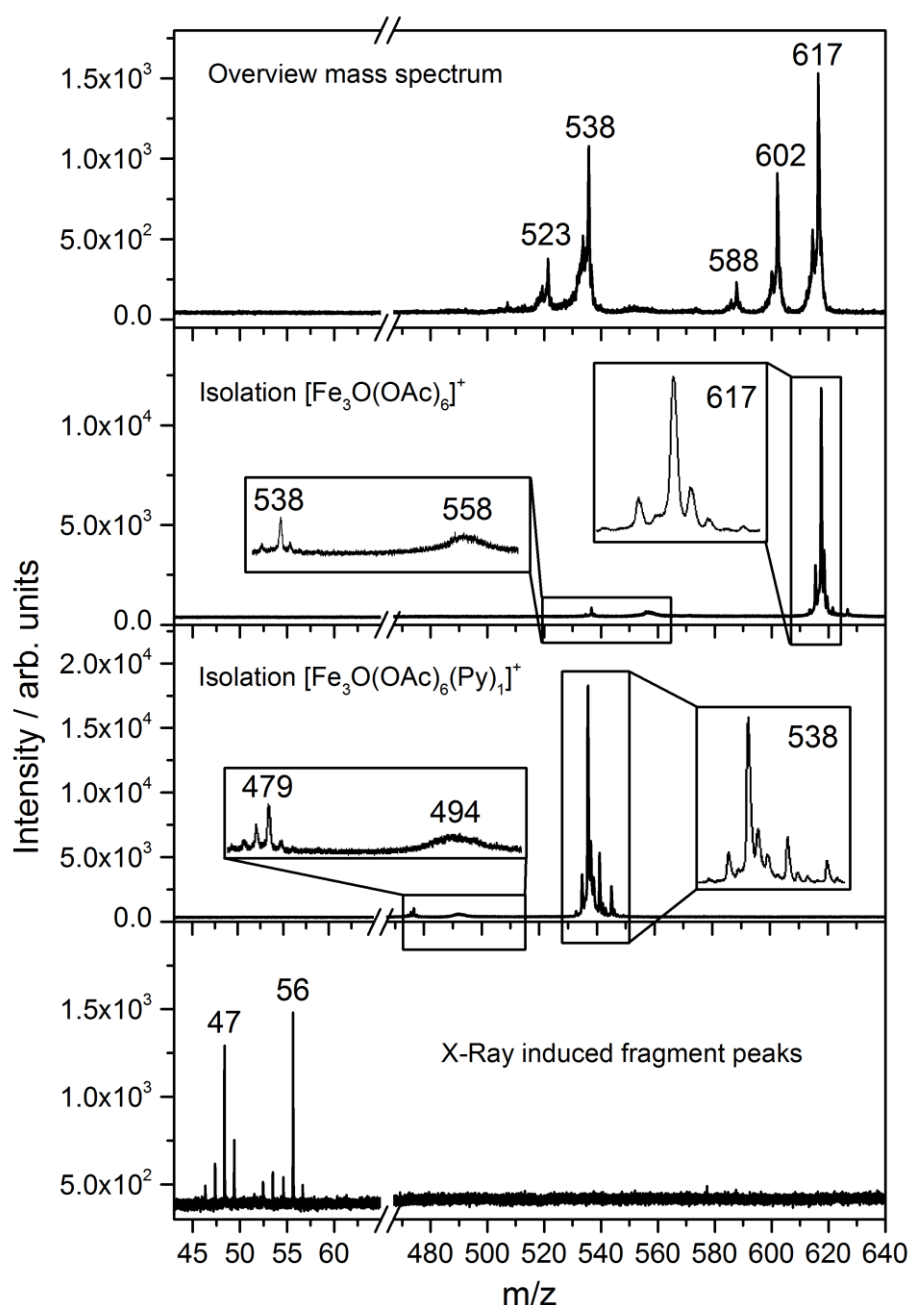 Intensity / arb. units
1.5x10³
1.0x10³
5.0x10²
0.0
Overview mass spectrum
523
538
588
602
617
1.0x10⁴
5.0x10³
0.0
Isolation [Fe₃O(OAc)₆]⁺
538
558
617
2.0x10⁴
1.5x10⁴
1.0x10⁴
5.0x10³
0.0
Isolation [Fe₃O(OAc)₆(Py)₁]⁺
479
494
538
1.5x10³
1.0x10³
5.0x10²
47
56
X-Ray induced fragment peaks
45 50 55 60 480 500 520 540 560 580 600 620 640
m/z